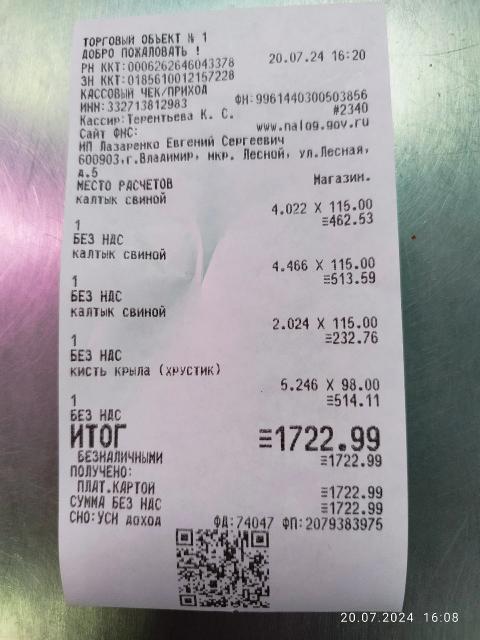 ТОРГОВЫЙ ОБЪЕКТ № 1
ДОБРО ПОЖАЛОВАТЬ !
РН ККТ:0006262646043378 20.07.24 16:20
ЗН ККТ:0185610012157228
КАССОВЫЙ ЧЕК/ПРИХОД
ИНН:332713812983 ФН:9961440300503856
Кассир:Терентьева К. С. #2340
Сайт ФНС: www.nalog.gov.ru
ИП Лазаренко Евгений Сергеевич
600903,г.Владимир, мкр. Лесной, ул.Лесная,
д.5
МЕСТО РАСЧЕТОВ Магазин.
калтык свиной
4.022 X 115.00
1 ≡462.53
БЕЗ НДС
калтык свиной
4.466 X 115.00
1 ≡513.59
БЕЗ НДС
калтык свиной
2.024 X 115.00
1 ≡232.76
БЕЗ НДС
кисть крыла (хрустик)
5.246 X 98.00
1 ≡514.11
БЕЗ НДС
ИТОГ ≡1722.99
БЕЗНАЛИЧНЫМИ ≡1722.99
ПОЛУЧЕНО:
ПЛАТ.КАРТОЙ ≡1722.99
СУММА БЕЗ НДС ≡1722.99
СНО:УСН доход ФД:74047 ФП:2079383975
20.07.2024 16:08